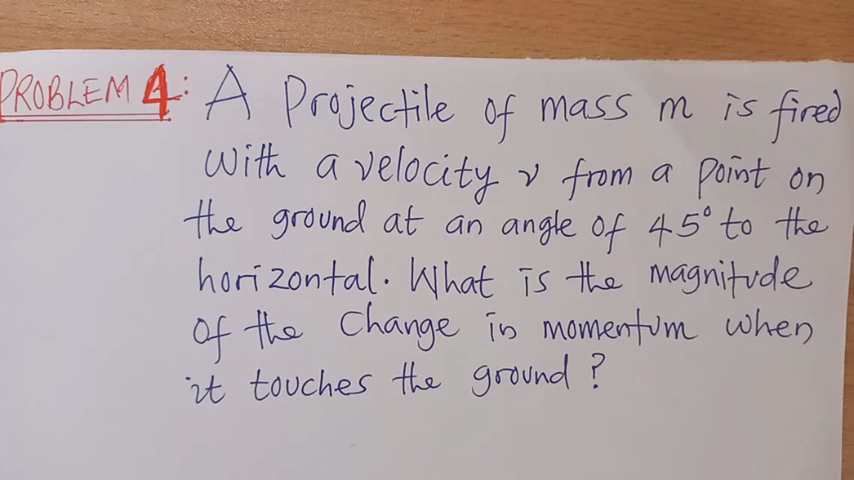 PROBLEM 4: A Projectile of mass m is fired
with a velocity v from a point on
the ground at an angle of 45° to the
horizontal. What is the magnitude
of the change in momentum when
it touches the ground?